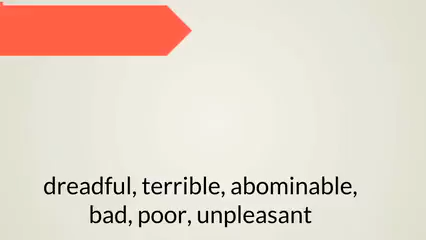 dreadful, terrible, abominable,
bad, poor, unpleasant